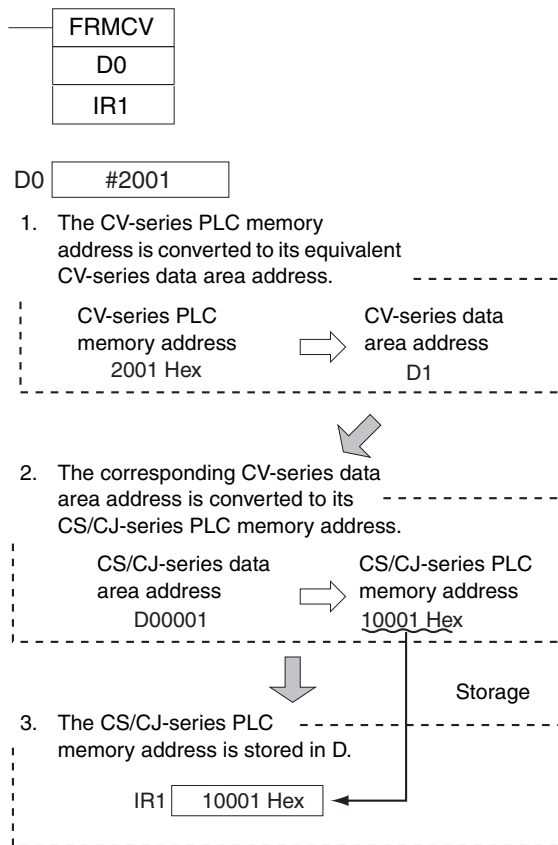 FRMCV
D0
IR1
D0 #2001
1. The CV-series PLC memory
address is converted to its equivalent
CV-series data area address.
CV-series PLC
memory address
2001 Hex
CV-series data
area address
D1
2. The corresponding CV-series data
area address is converted to its
CS/CJ-series PLC memory address.
CS/CJ-series data
area address
D00001
CS/CJ-series PLC
memory address
10001 Hex
Storage
3. The CS/CJ-series PLC
memory address is stored in D.
IR1 10001 Hex